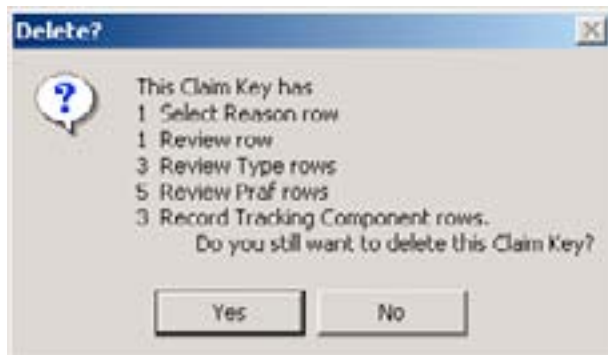 Delete?
This Claim Key has
1 Select Reason row
1 Review row
3 Review Type rows
5 Review Praf rows
3 Record Tracking Component rows.
Do you still want to delete this Claim Key?
Yes No